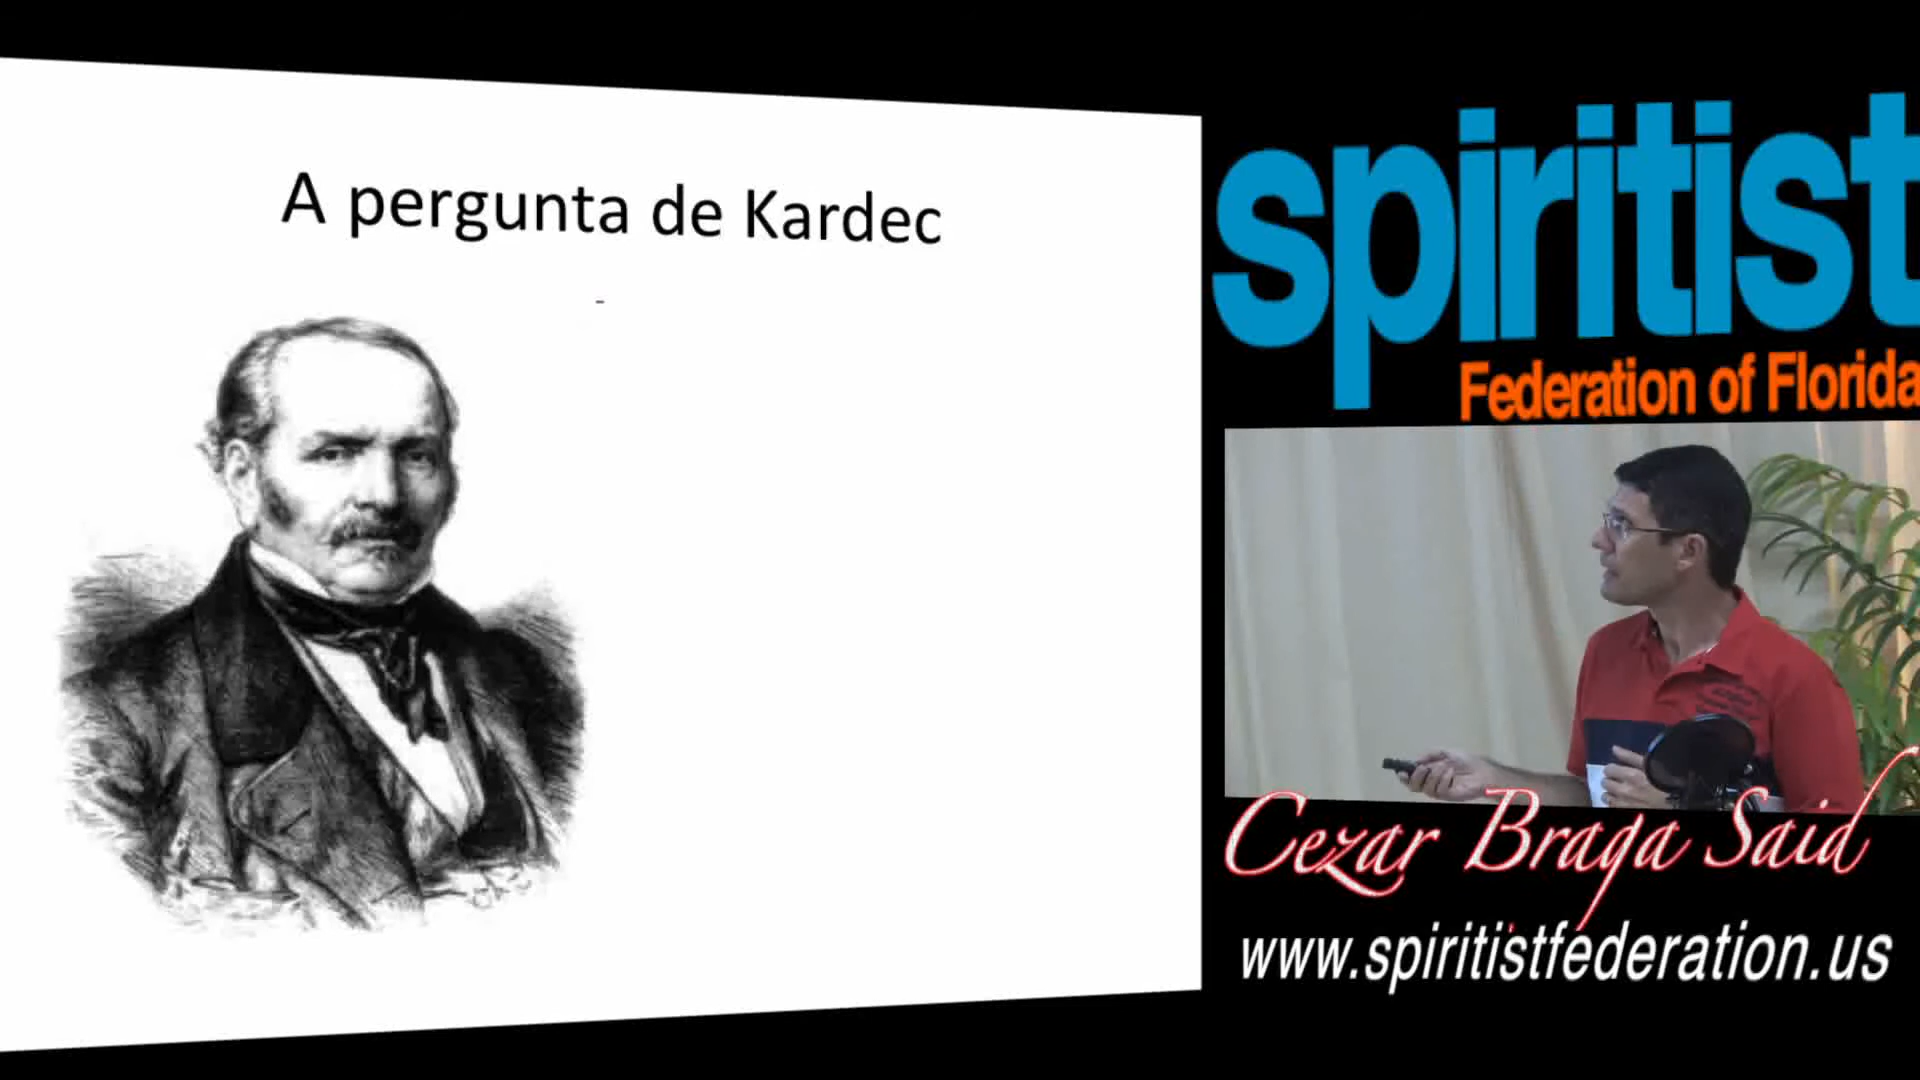 A pergunta de Kardec
-
spiritist
Federation of Florida
Cezar Braga Said
www.spiritistfederation.us